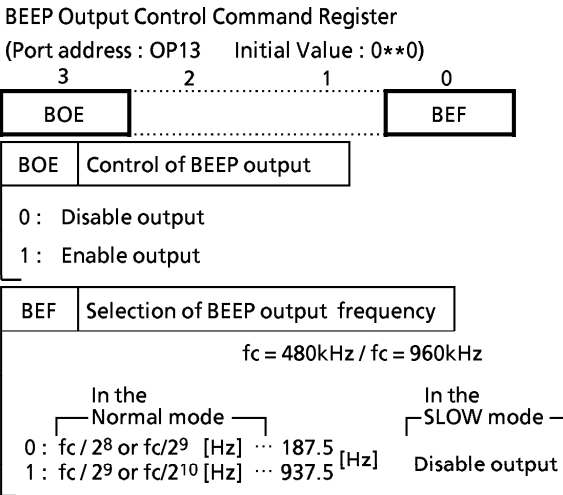 BEEP Output Control Command Register
(Port address : OP13 Initial Value : 0**0)
3 2 1 0
BOE BEF
BOE Control of BEEP output
0 : Disable output
1 : Enable output
BEF Selection of BEEP output frequency
fc = 480kHz / fc = 960kHz
In the In the
Normal mode SLOW mode
0 : fc / 2⁸ or fc/2⁹ [Hz] ··· 187.5
[Hz] Disable output
1 : fc / 2⁹ or fc/2¹⁰ [Hz] ··· 937.5